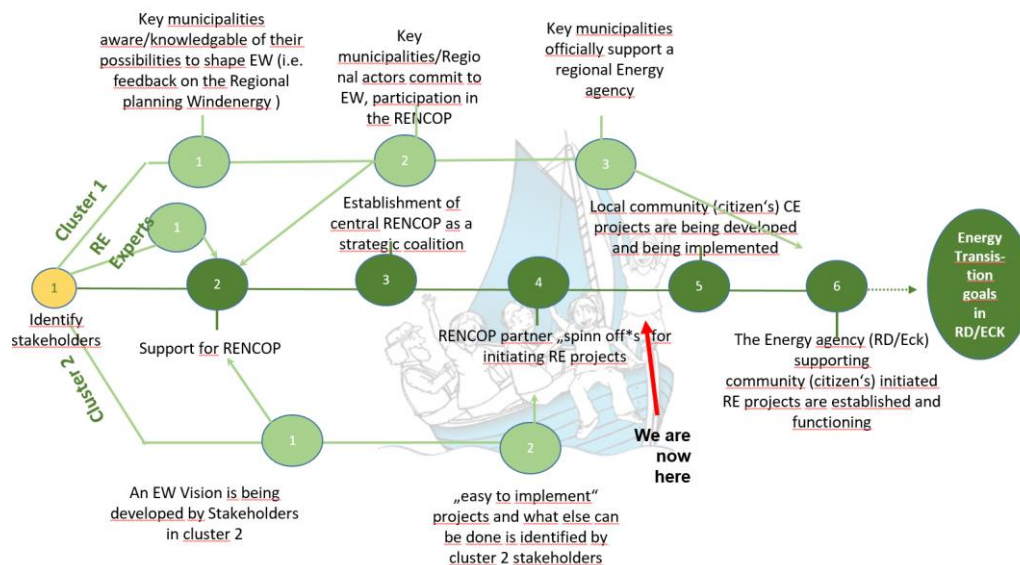 Key municipalities
aware/knowledgable of their
possibilities to shape EW (i.e.
feedback on the Regional
planning Windenergy )
Key
municipalities/Regio
nal actors commit to
EW, participation in
the RENCOP
Key municipalities
officially support a
regional Energy
agency
1
2
3
Cluster 1
RE
Experts
1
Establishment of
central RENCOP as a
strategic coalition
Local community (citizen's) CE
projects are being developed
and being implemented
1
2
3
4
5
6
Energy
Transis-
tion
goals
in
RD/ECK
Identify
stakeholders
Support for RENCOP
RENCOP partner „spinn off*s" for
initiating RE projects
The Energy agency (RD/Eck)
supporting
community (citizen's) initiated
RE projects are established and
functioning
Cluster 2
1
2
We are
now
here
An EW Vision is being
developed by Stakeholders
in cluster 2
„easy to implement"
projects and what else can
be done is identified by
cluster 2 stakeholders